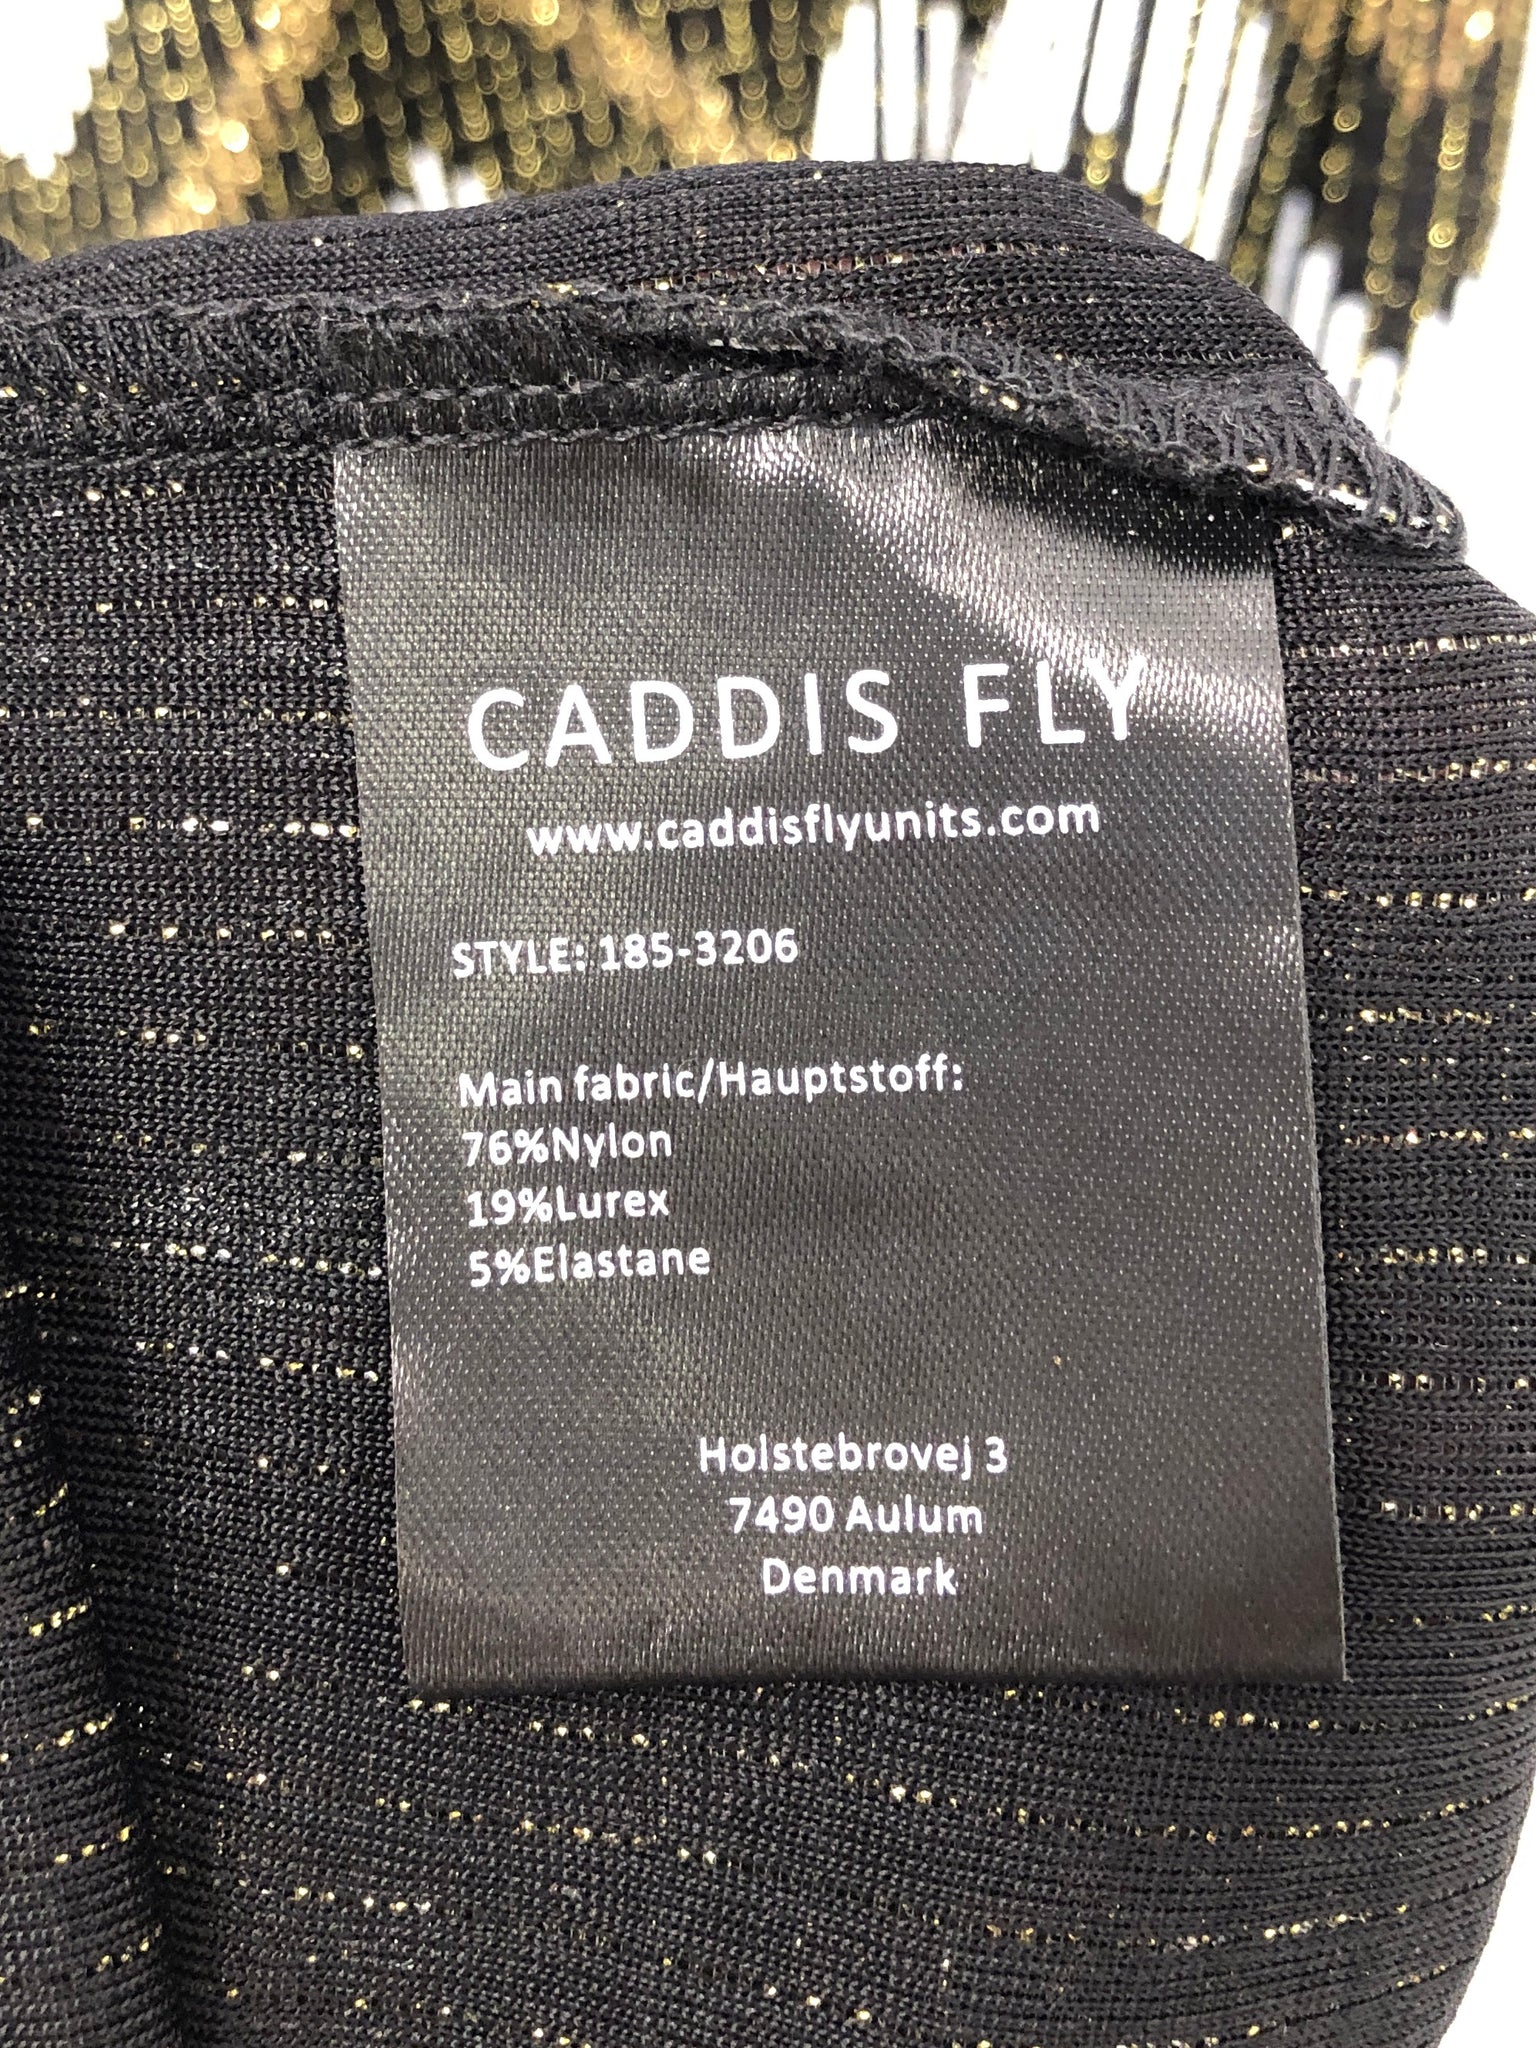 CADDIS FLY
www.caddisflyunits.com
STYLE: 185-3206
Main fabric/Hauptstoff:
76%Nylon
19%Lurex
5%Elastane
Holstebrovej 3
7490 Aulum
Denmark